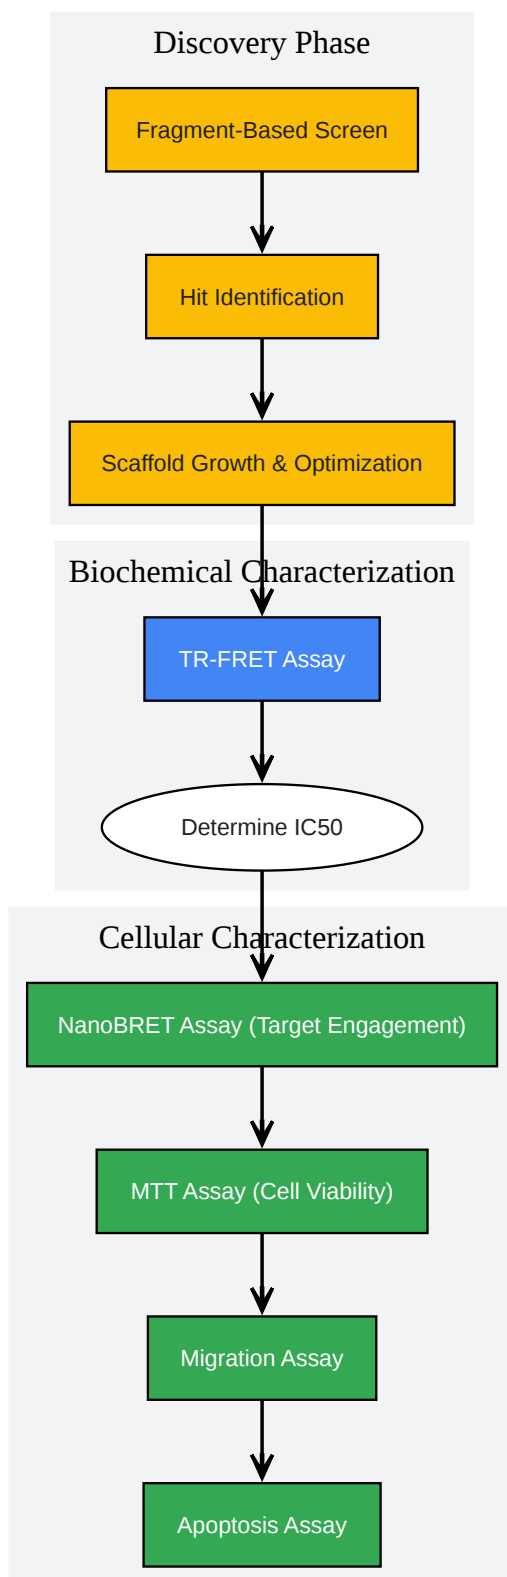 Discovery Phase
Fragment-Based Screen
Hit Identification
Scaffold Growth & Optimization
Biochemical Characterization
TR-FRET Assay
Determine IC50
Cellular Characterization
NanoBRET Assay (Target Engagement)
MTT Assay (Cell Viability)
Migration Assay
Apoptosis Assay